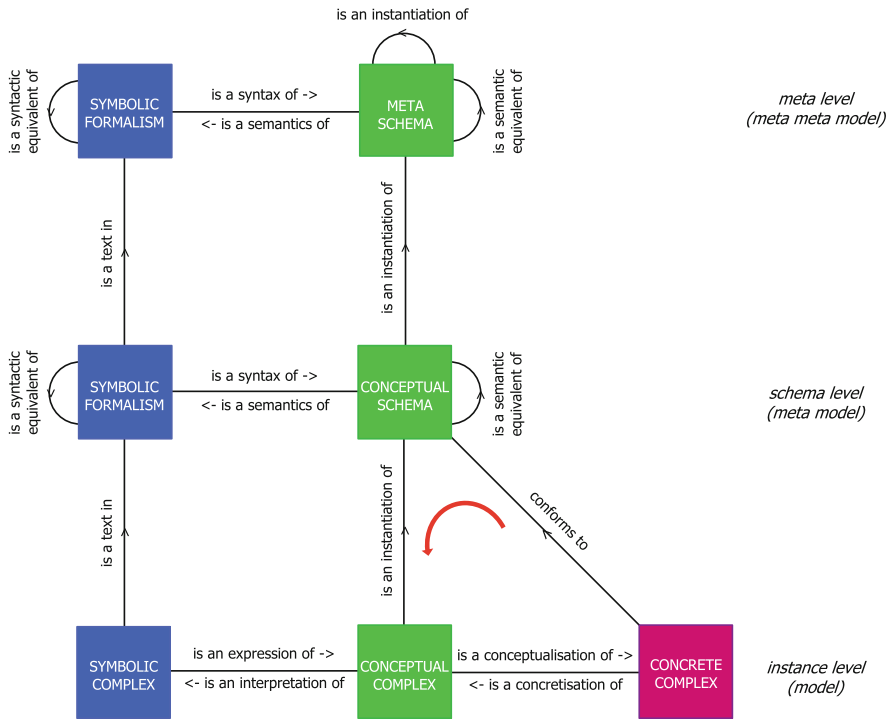 is an instantiation of
is a syntactic
equivalent of
SYMBOLIC
FORMALISM
is a syntax of ->
<- is a semantics of
META
SCHEMA
is a semantic
equivalent of
meta level
(meta meta model)
is a text in
is an instantiation of
is a syntactic
equivalent of
SYMBOLIC
FORMALISM
is a syntax of ->
<- is a semantics of
CONCEPTUAL
SCHEMA
is a semantic
equivalent of
schema level
(meta model)
is a text in
is an instantiation of
conforms to
SYMBOLIC
COMPLEX
is an expression of ->
<- is an interpretation of
CONCEPTUAL
COMPLEX
is a conceptualisation of ->
<- is a concretisation of
CONCRETE
COMPLEX
instance level
(model)